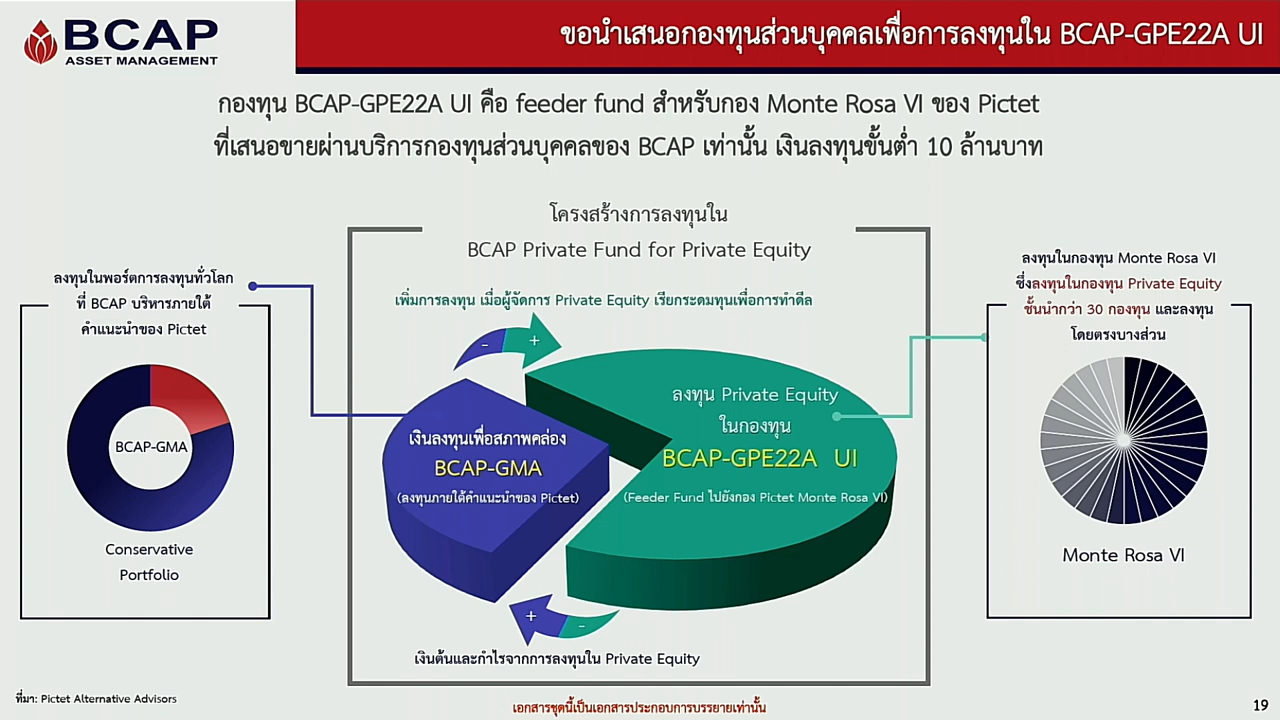 BCAP
ASSET MANAGEMENT
ขอนำเสนอกองทุนส่วนบุคคลเพื่อการลงทุนใน BCAP-GPE22A UI
กองทุน BCAP-GPE22A UI คือ feeder fund สำหรับกอง Monte Rosa VI ของ Pictet
ที่เสนอขายผ่านบริการกองทุนส่วนบุคคลของ BCAP เท่านั้น เงินลงทุนขั้นต่ำ 10 ล้านบาท
โครงสร้างการลงทุนใน
BCAP Private Fund for Private Equity
ลงทุนในพอร์ตการลงทุนทั่วโลก
ที่ BCAP บริหารภายใต้
คำแนะนำของ Pictet
BCAP-GMA
Conservative
Portfolio
เพิ่มการลงทุน เมื่อผู้จัดการ Private Equity เรียกระดมทุนเพื่อการทำดีล
- +
เงินลงทุนเพื่อสภาพคล่อง
BCAP-GMA
(ลงทุนภายใต้คำแนะนำของ Pictet)
ลงทุน Private Equity
ในกองทุน
BCAP-GPE22A UI
(Feeder Fund ไปยังกอง Pictet Monte Rosa VI)
+ -
เงินต้นและกำไรจากการลงทุนใน Private Equity
ลงทุนในกองทุน Monte Rosa VI
ซึ่งลงทุนในกองทุน Private Equity
ชั้นนำกว่า 30 กองทุน และลงทุน
โดยตรงบางส่วน
Monte Rosa VI
ที่มา: Pictet Alternative Advisors
เอกสารชุดนี้เป็นเอกสารประกอบการบรรยายเท่านั้น
19